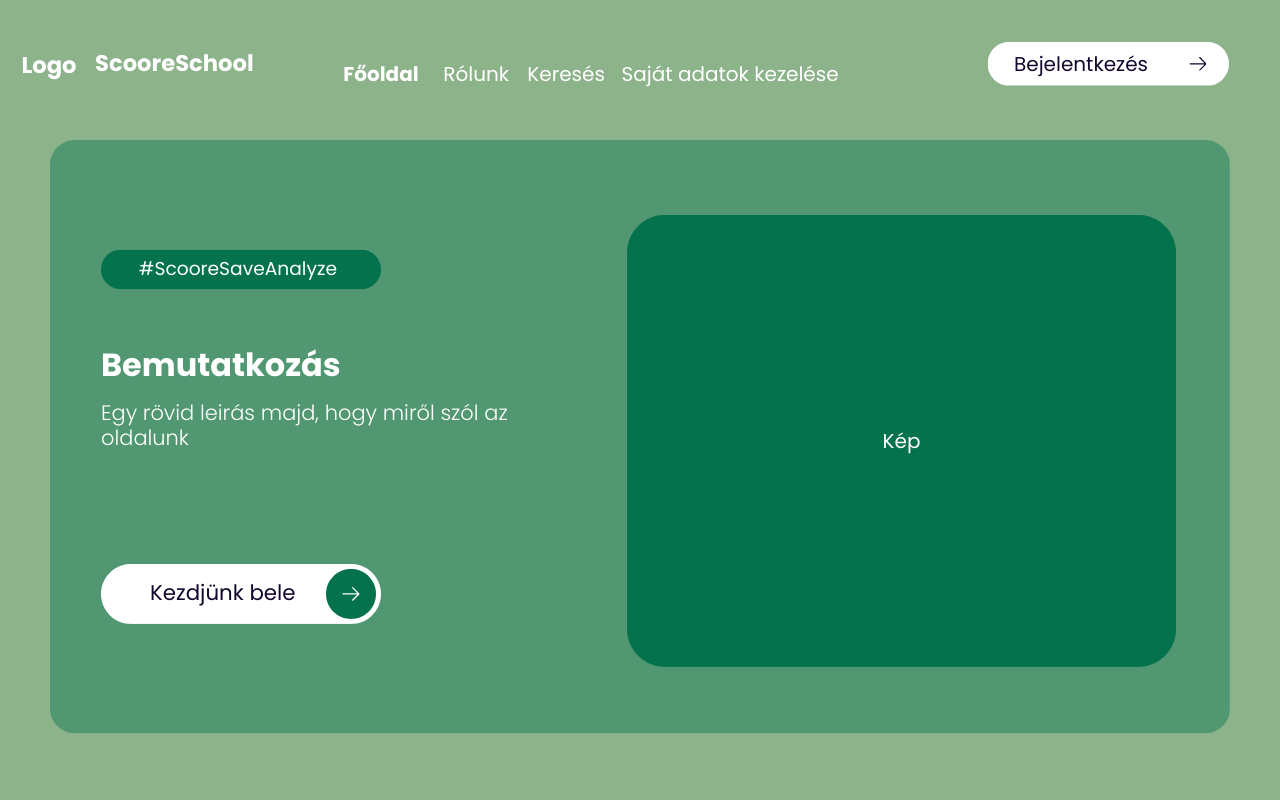 Logo
ScooreSchool
Főoldal
Rólunk
Keresés
Saját adatok kezelése
Bejelentkezés
#ScooreSaveAnalyze
Bemutatkozás
Egy rövid leirás majd, hogy miről szól az
oldalunk
Kezdjünk bele
Kép